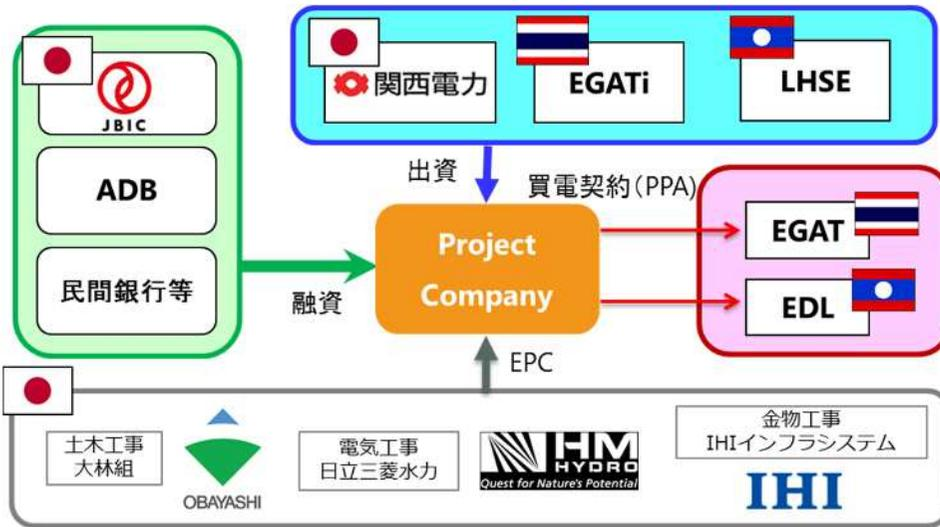 JBIC
ADB
民間銀行等
関西電力
EGATi
LHSE
出資
買電契約(PPA)
融資
Project
Company
EGAT
EDL
EPC
土木工事
大林組
OBAYASHI
電気工事
日立三菱水力
HM
HYDRO
Quest for Nature's Potential
金物工事
IHIインフラシステム
IHI